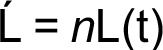 Ĺ = nL(t)